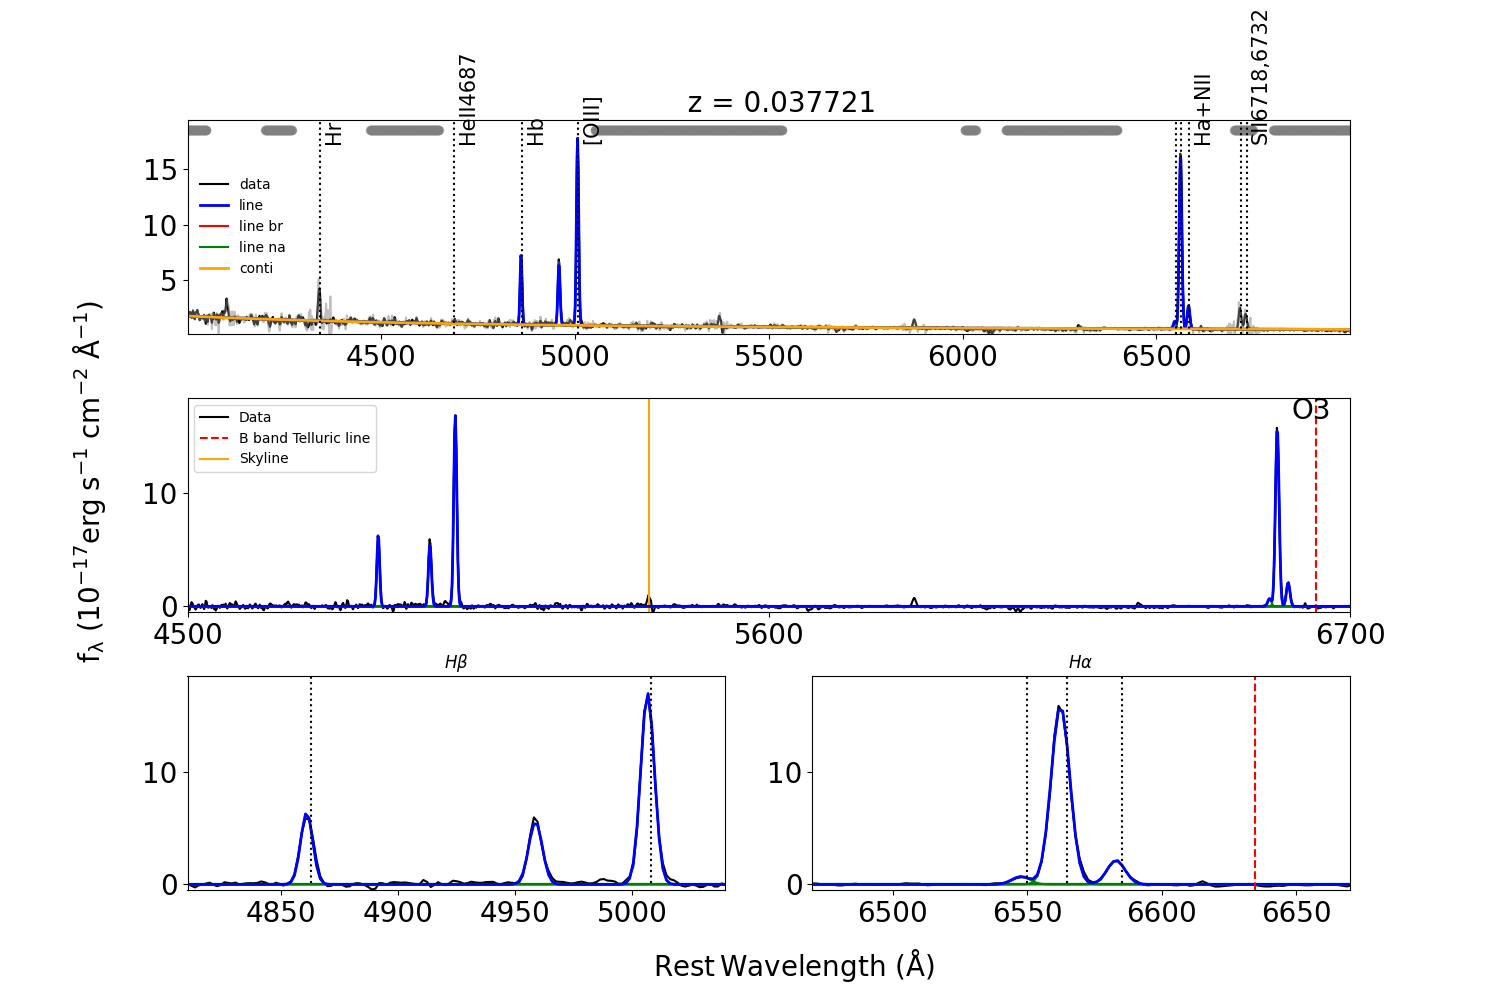 z = 0.037721
Hr
HeII4687
Hb
[OIII]
Ha+NII
SII6718,6732
15
10
5
data
line
line br
line na
conti
4500 5000 5500 6000 6500
fλ (10−17erg s−1 cm−2 Å−1)
10
0
Data
B band Telluric line
Skyline
O3
4500 5600 6700
Hβ
10
0
4850 4900 4950 5000
Hα
10
0
6500 6550 6600 6650
Rest Wavelength (Å)